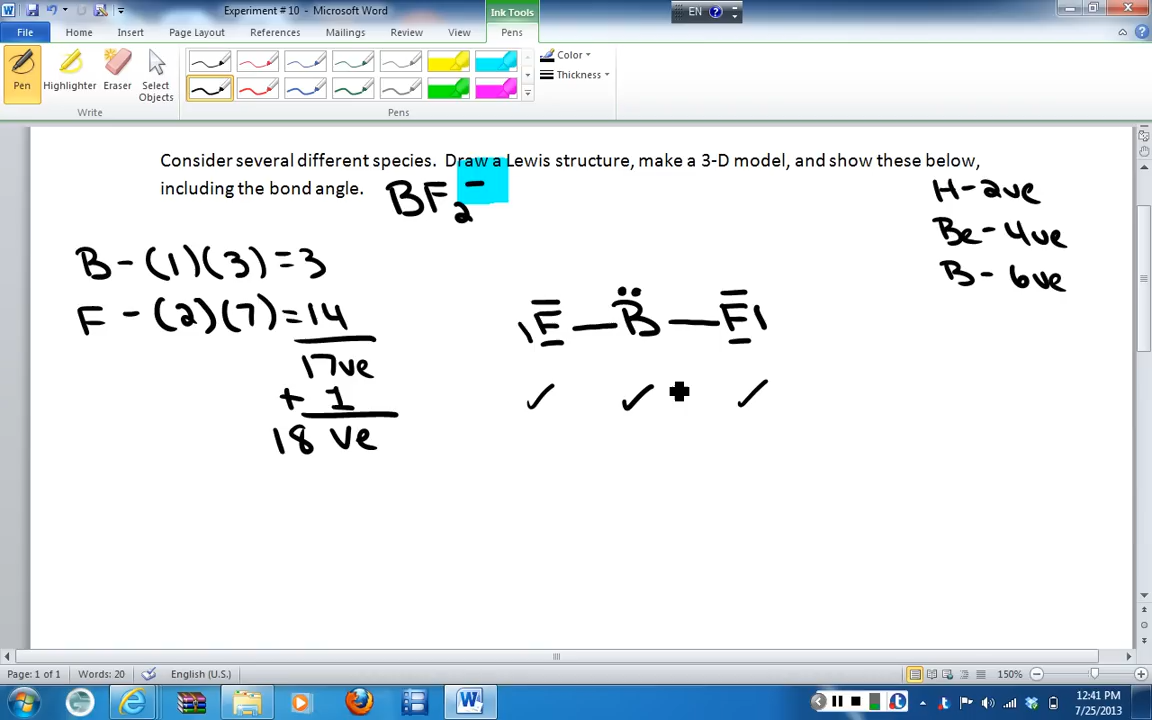 Experiment # 10 - Microsoft Word
Ink Tools
EN
File
Home
Insert
Page Layout
References
Mailings
Review
View
Pens
Pen
Highlighter
Eraser
Select Objects
Color
Thickness
Write
Pens
Consider several different species. Draw a Lewis structure, make a 3-D model, and show these below,
including the bond angle.
BF₂⁻
H - 2ve
Be - 4ve
B - 6ve
B - (1)(3) = 3
F - (2)(7) = 14
17ve
+ 1
18 ve
F — B — F
Page: 1 of 1
Words: 20
English (U.S.)
150%
12:41 PM
7/25/2013